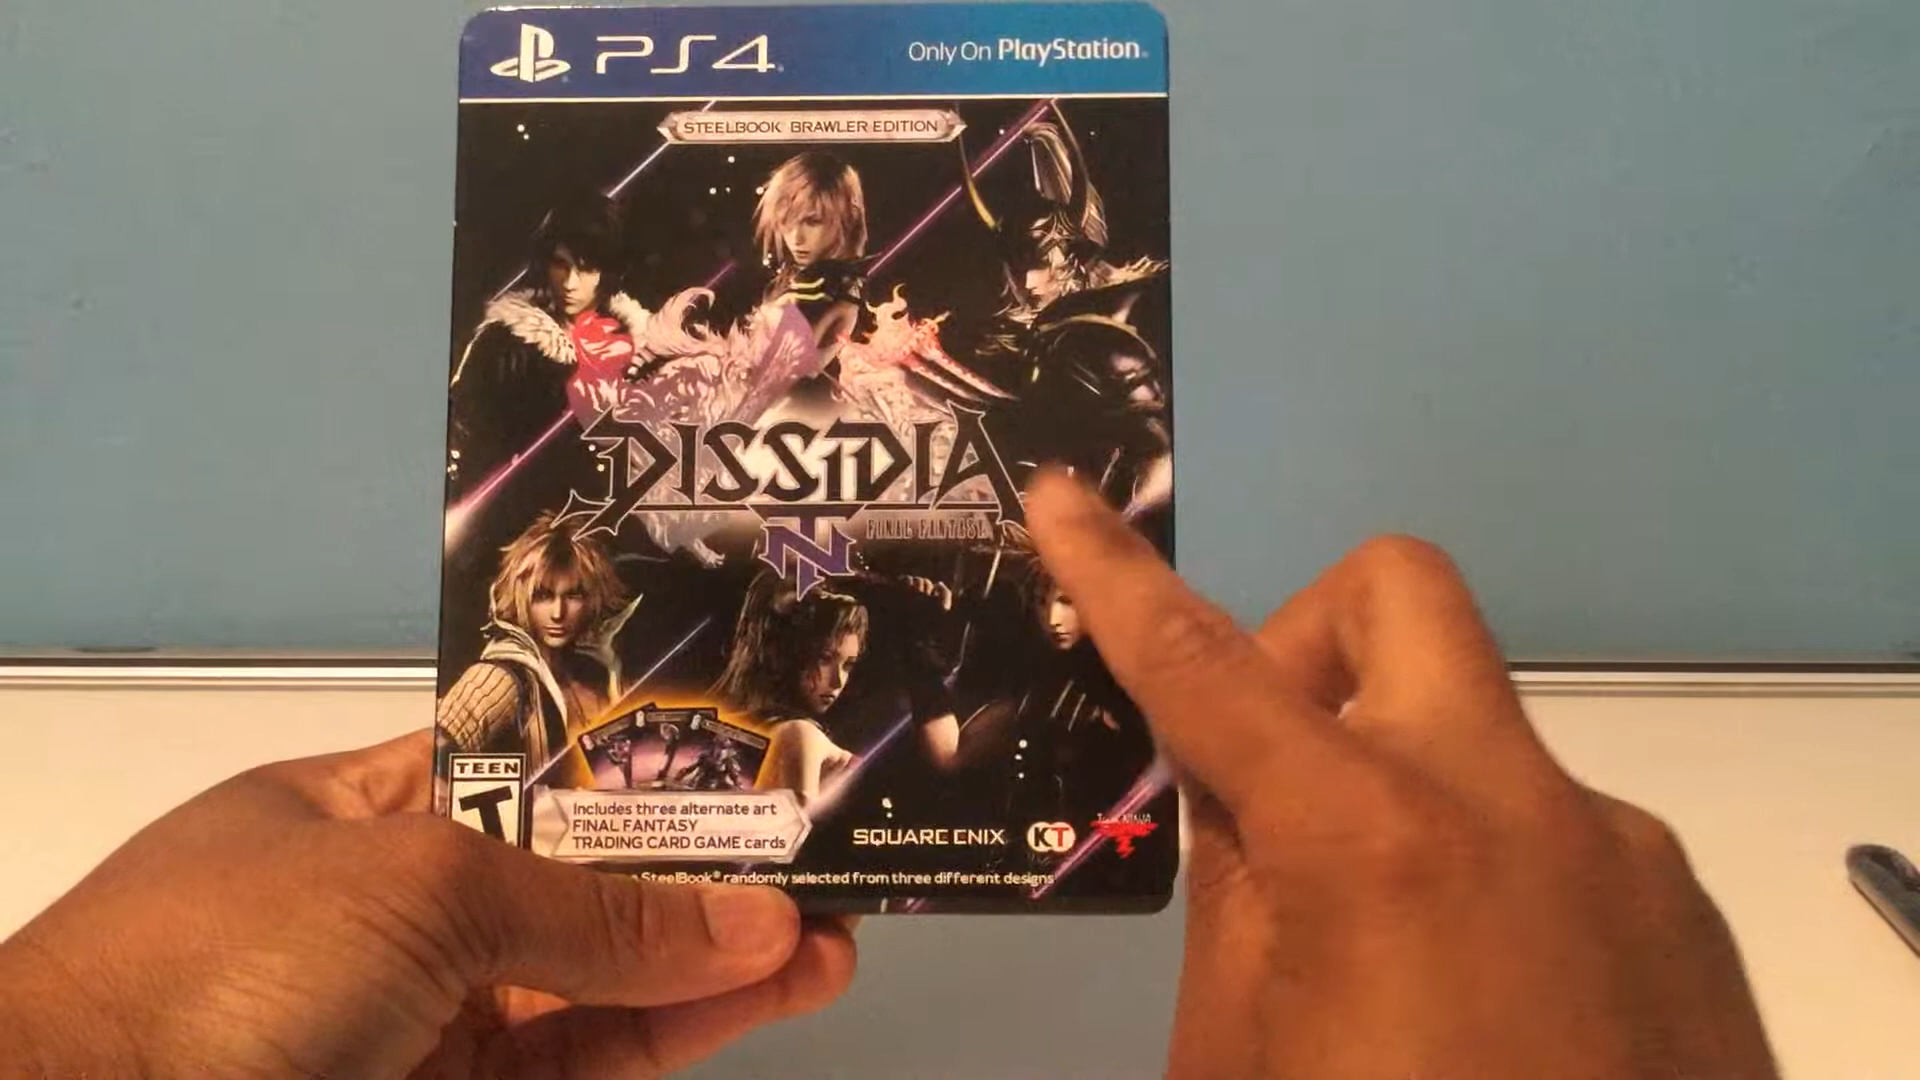 PS4
Only On PlayStation
STEELBOOK BRAWLER EDITION
DISSIDIA
NT
FINAL FANTASY
TEEN
T
Includes three alternate art
FINAL FANTASY
TRADING CARD GAME cards
SQUARE ENIX
KT
SteelBook® randomly selected from three different designs